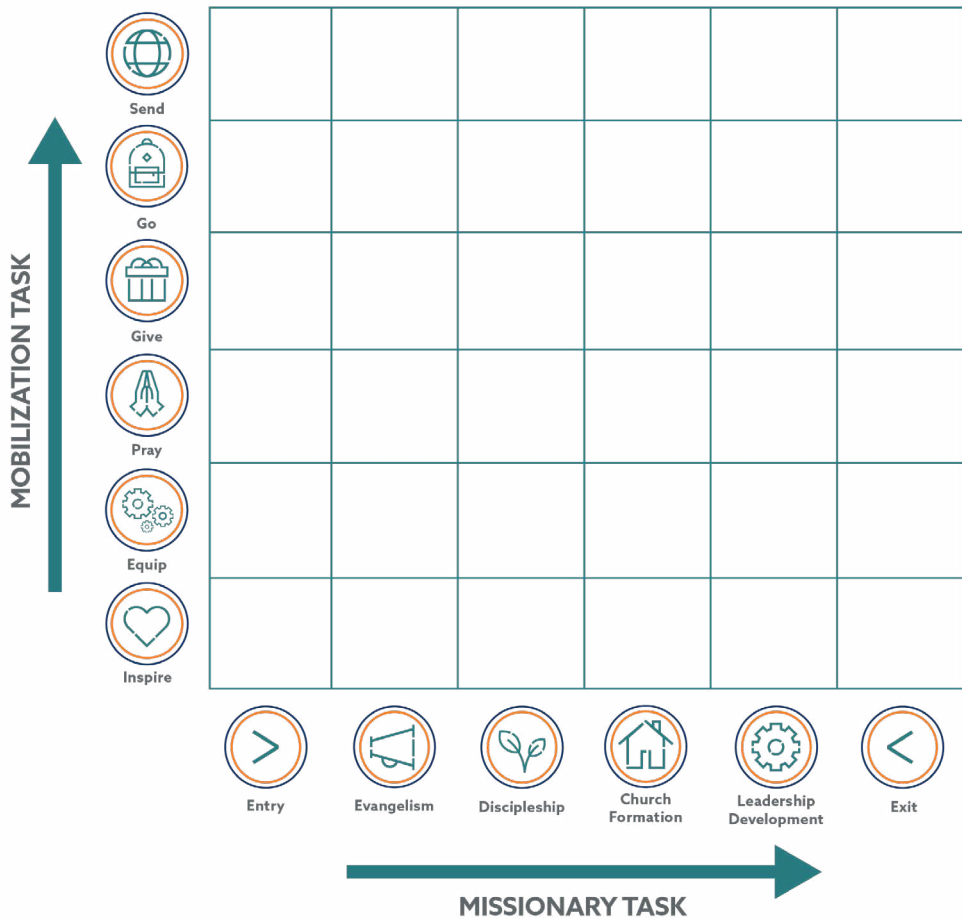 Send
Go
Give
Pray
Equip
Inspire
MOBILIZATION TASK
Entry
Evangelism
Discipleship
Church
Formation
Leadership
Development
Exit
MISSIONARY TASK